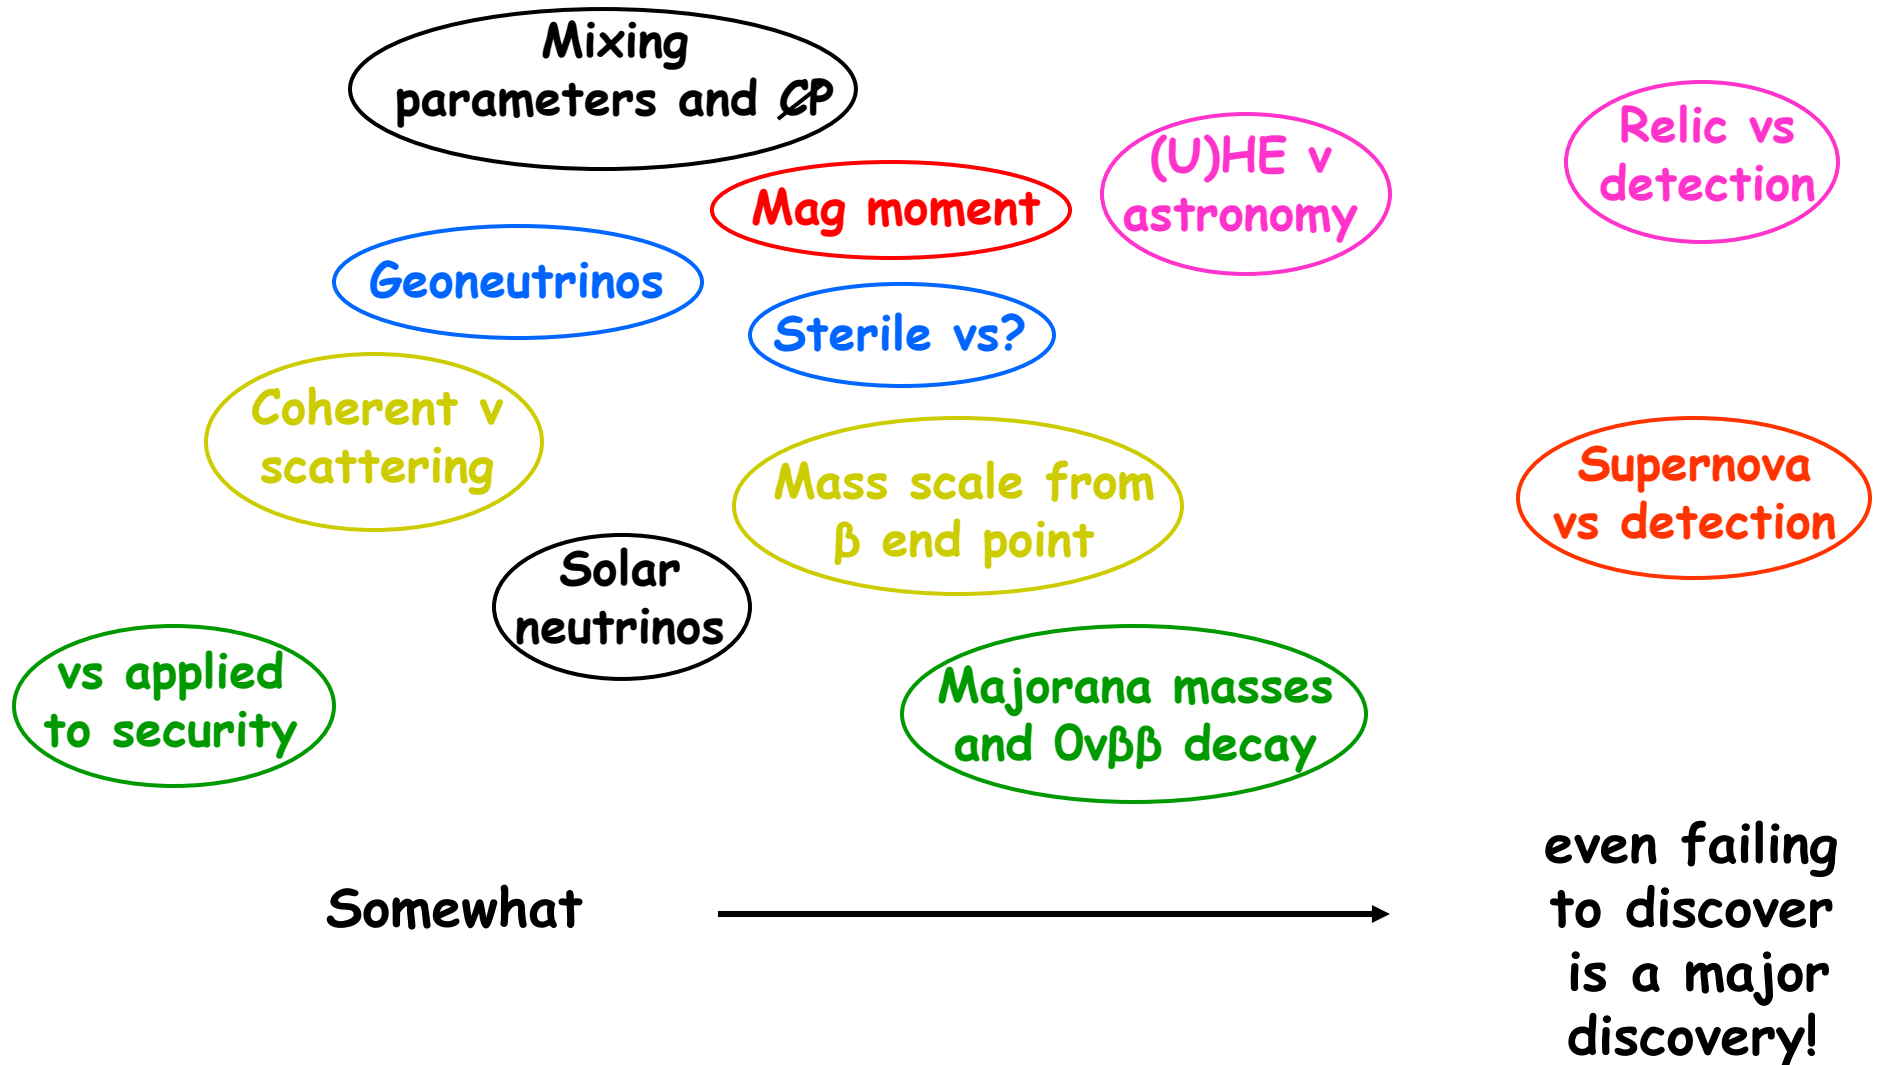 Mixing
parameters and C̸P
(U)HE ν
astronomy
Relic νs
detection
Mag moment
Geoneutrinos
Sterile νs?
Coherent ν
scattering
Mass scale from
β end point
Supernova
νs detection
Solar
neutrinos
νs applied
to security
Majorana masses
and 0νββ decay
Somewhat
even failing
to discover
is a major
discovery!